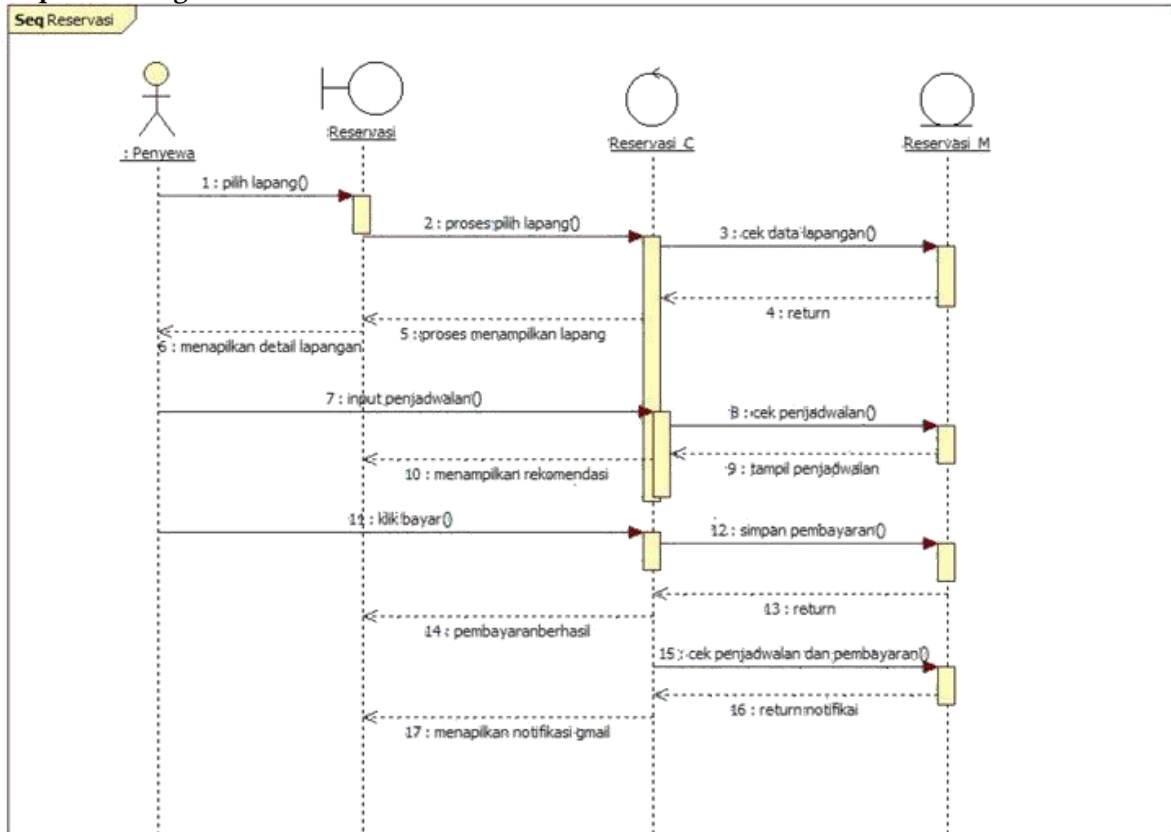 Seq Reservasi
: Penyewa
:Reservasi
:Reservasi_C
:Reservasi_M
1 : pilih lapang()
2 : proses pilih lapang()
3 : cek data lapangan()
4 : return
5 : proses menampilkan lapang
6 : menapilkan detail lapangan
7 : input penjadwalan()
8 : cek penjadwalan()
9 : tampil penjadwalan
10 : menampilkan rekomendasi
11 : klik bayar()
12 : simpan pembayaran()
13 : return
14 : pembayaranberhasil
15 : cek penjadwalan dan pembayaran()
16 : return notifikai
17 : menapilkan notifikasi gmail